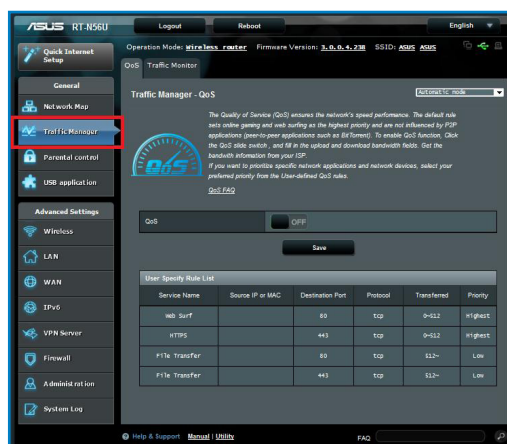 ASUS RT-N56U Logout Reboot English
Quick Internet Setup
Operation Mode: Wireless router Firmware Version: 3.0.0.4.238 SSID: ASUS ASUS
QoS Traffic Monitor
General
Network Map
Traffic Manager
Parental control
USB application
Advanced Settings
Wireless
LAN
WAN
IPv6
VPN Server
Firewall
Administration
System Log
Traffic Manager - QoS
Automatic mode
QoS
The Quality of Service (QoS) ensures the network's speed performance. The default rule
sets online gaming and web surfing as the highest priority and are not influenced by P2P
applications (peer-to-peer applications such as BitTorrent). To enable QoS function, Click
the QoS slide switch , and fill in the upload and download bandwidth fields. Get the
bandwidth information from your ISP.
If you want to prioritize specific network applications and network devices, select your
preferred priority from the User-defined QoS rules.
QoS FAQ
QoS OFF
Save
User Specify Rule List
Service Name Source IP or MAC Destination Port Protocol Transferred Priority
Web Surf 80 tcp 0~512 Highest
HTTPS 443 tcp 0~512 Highest
File Transfer 80 tcp 512~ Low
File Transfer 443 tcp 512~ Low
Help & Support Manual | Utility FAQ